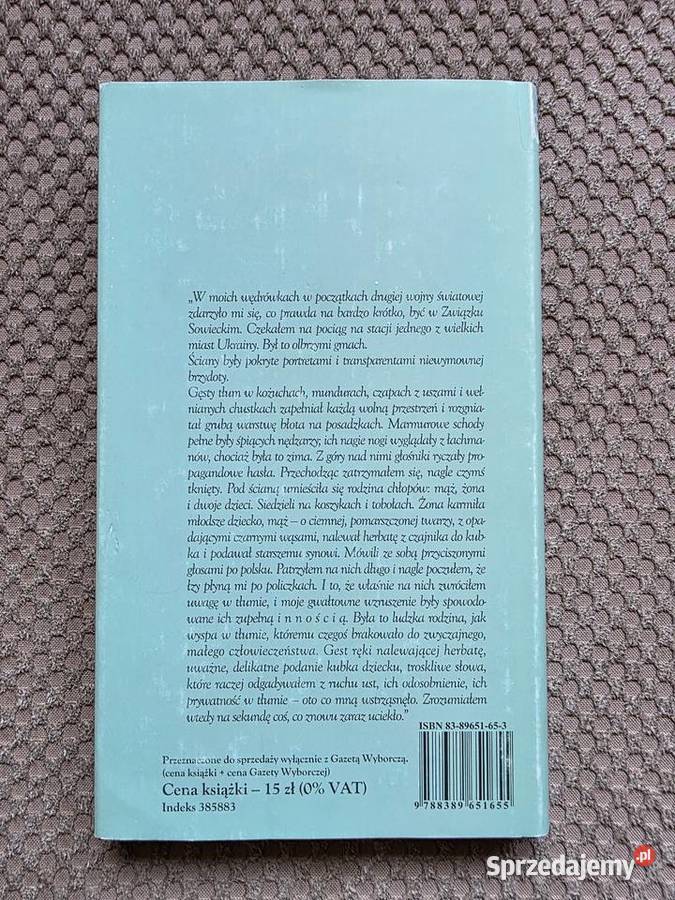 „W moich wędrówkach w początkach drugiej wojny światowej
zdarzyło mi się, co prawda na bardzo krótko, być w Związku
Sowieckim. Czekałem na pociąg na stacji jednego z wielkich
miast Ukrainy. Był to olbrzymi gmach.
Ściany były pokryte portretami i transparentami niewymownej
brzydoty.
Gęsty tłum w kożuchach, mundurach, czapach z uszami i weł-
nianych chustkach zapełniał każdą wolną przestrzeń i rozgnia-
tał grubą warstwę błota na posadzkach. Marmurowe schody
pełne były śpiących nędzarzy; ich nagie nogi wyglądały z łachma-
nów, chociaż była to zima. Z góry nad nimi głośniki ryczały pro-
pagandowe hasła. Przechodząc zatrzymałem się, nagle czymś
tknięty. Pod ścianą umieściła się rodzina chłopów: mąż, żona
i dwoje dzieci. Siedzieli na koszykach i tobołach. Żona karmiła
młodsze dziecko, mąż – o ciemnej, pomarszczonej twarzy, z opa-
dającymi czarnymi wąsami, nalewał herbatę z czajnika do kub-
ka i podawał starszemu synowi. Mówili ze sobą przyciszonymi
głosami po polsku. Patrzyłem na nich długo i nagle poczułem, że
łzy płyną mi po policzkach. I to, że właśnie na nich zwróciłem
uwagę w tłumie, i moje gwałtowne wzruszenie były spowodo-
wane ich zupełną i n n o ś c i ą. Była to ludzka rodzina, jak
wyspa w tłumie, któremu czegoś brakowało do zwyczajnego,
małego człowieczeństwa. Gest ręki nalewającej herbatę,
uważne, delikatne podanie kubka dziecku, troskliwe słowa,
które raczej odgadywałem z ruchu ust, ich odosobnienie, ich
prywatność w tłumie – oto co mną wstrząsnęło. Zrozumiałem
wtedy na sekundę coś, co znowu zaraz uciekło.”
ISBN 83-89651-65-3
Przeznaczone do sprzedaży wyłącznie z Gazetą Wyborczą.
(cena książki + cena Gazety Wyborczej)
Cena książki – 15 zł (0% VAT)
Indeks 385883
9 788389 651655
Sprzedajemy.pl